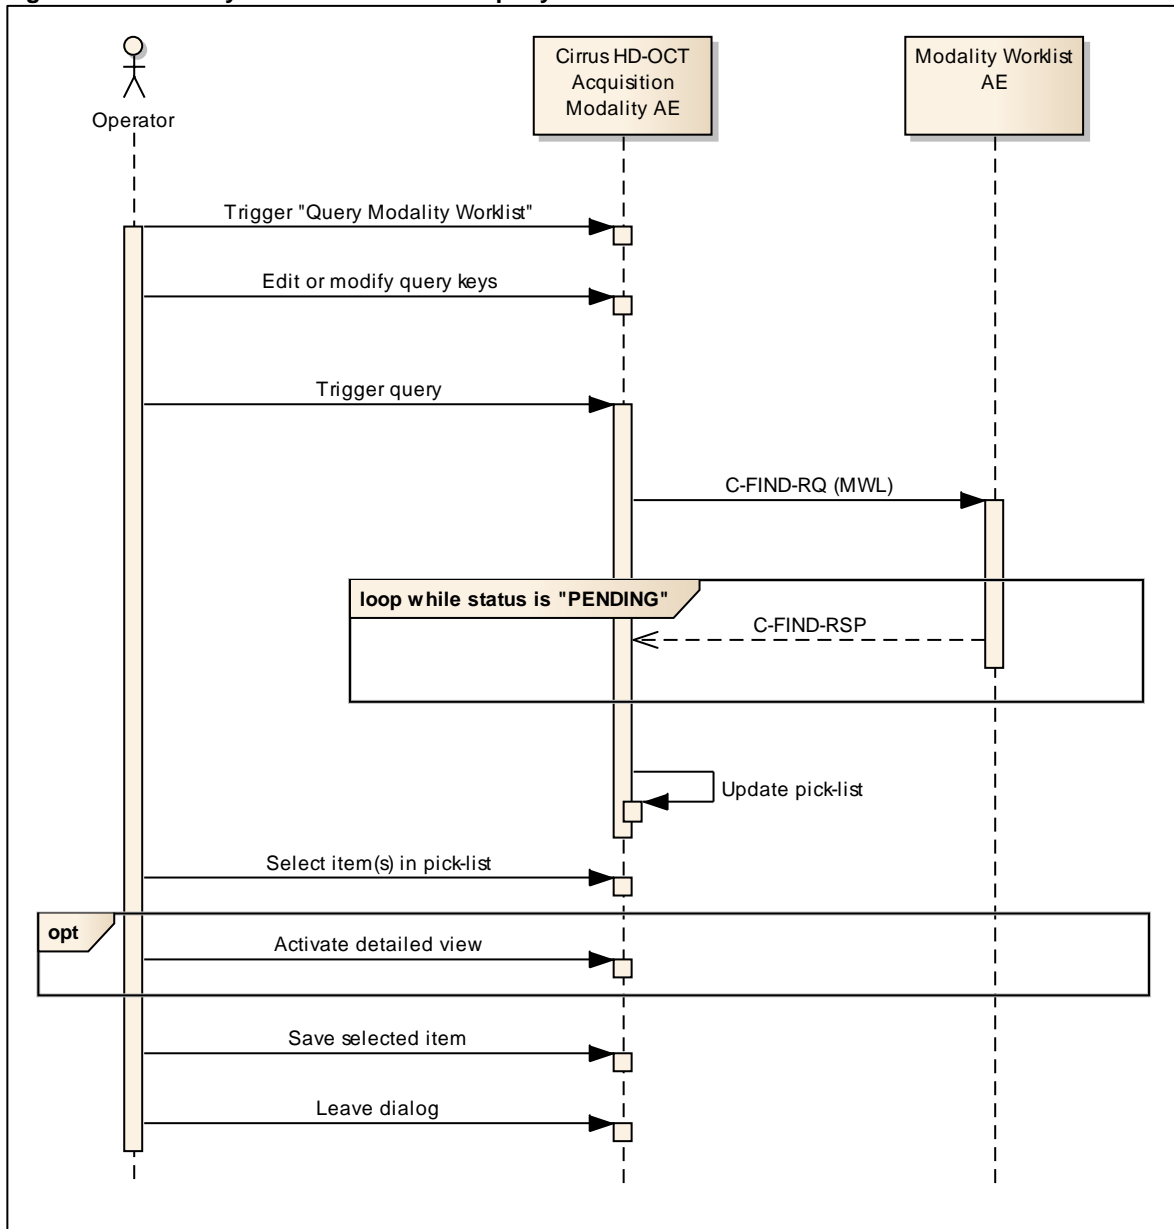 Operator
Cirrus HD-OCT
Acquisition
Modality AE
Modality Worklist
AE
Trigger "Query Modality Worklist"
Edit or modify query keys
Trigger query
C-FIND-RQ (MWL)
loop while status is "PENDING"
C-FIND-RSP
Update pick-list
Select item(s) in pick-list
opt
Activate detailed view
Save selected item
Leave dialog